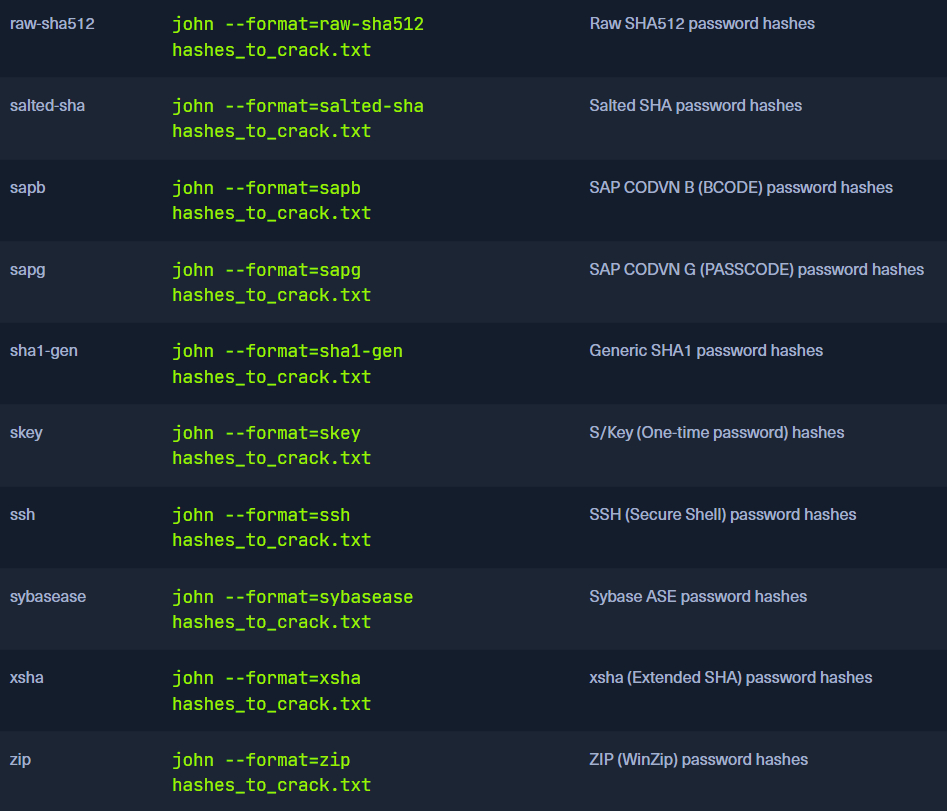 raw-sha512 john --format=raw-sha512 Raw SHA512 password hashes
hashes_to_crack.txt
salted-sha john --format=salted-sha Salted SHA password hashes
hashes_to_crack.txt
sapb john --format=sapb SAP CODVN B (BCODE) password hashes
hashes_to_crack.txt
sapg john --format=sapg SAP CODVN G (PASSCODE) password hashes
hashes_to_crack.txt
sha1-gen john --format=sha1-gen Generic SHA1 password hashes
hashes_to_crack.txt
skey john --format=skey S/Key (One-time password) hashes
hashes_to_crack.txt
ssh john --format=ssh SSH (Secure Shell) password hashes
hashes_to_crack.txt
sybasease john --format=sybasease Sybase ASE password hashes
hashes_to_crack.txt
xsha john --format=xsha xsha (Extended SHA) password hashes
hashes_to_crack.txt
zip john --format=zip ZIP (WinZip) password hashes
hashes_to_crack.txt